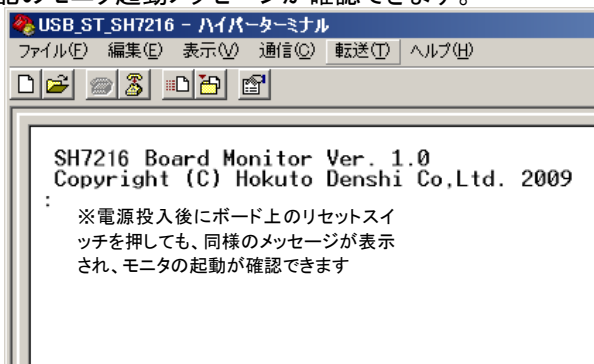 記のモニタ起動メッセージが確認できます。
USB_ST_SH7216 - ハイパーターミナル
ファイル(F) 編集(E) 表示(V) 通信(C) 転送(T) ヘルプ(H)
SH7216 Board Monitor Ver. 1.0
Copyright (C) Hokuto Denshi Co,Ltd. 2009
:
※電源投入後にボード上のリセットスイ
ッチを押しても、同様のメッセージが表示
され、モニタの起動が確認できます